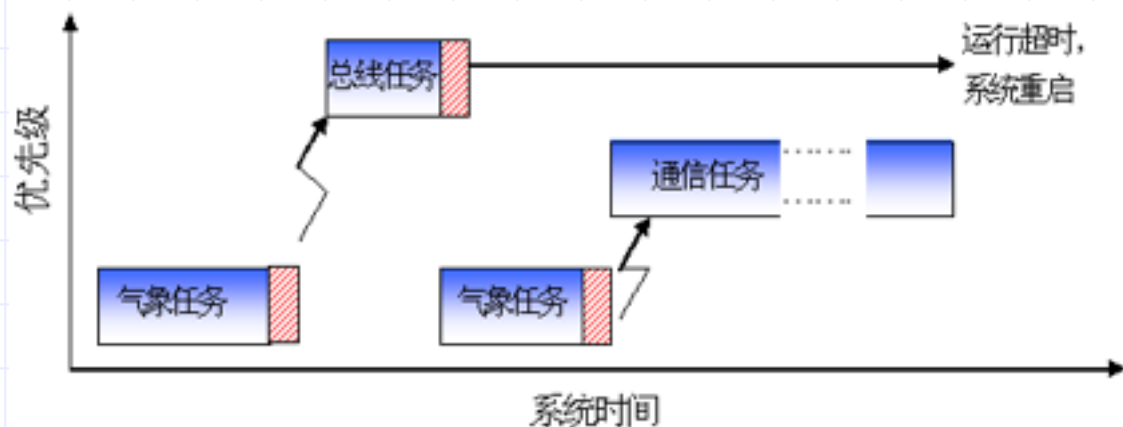 优先级
总线任务
运行超时，
系统重启
通信任务
气象任务
气象任务
系统时间